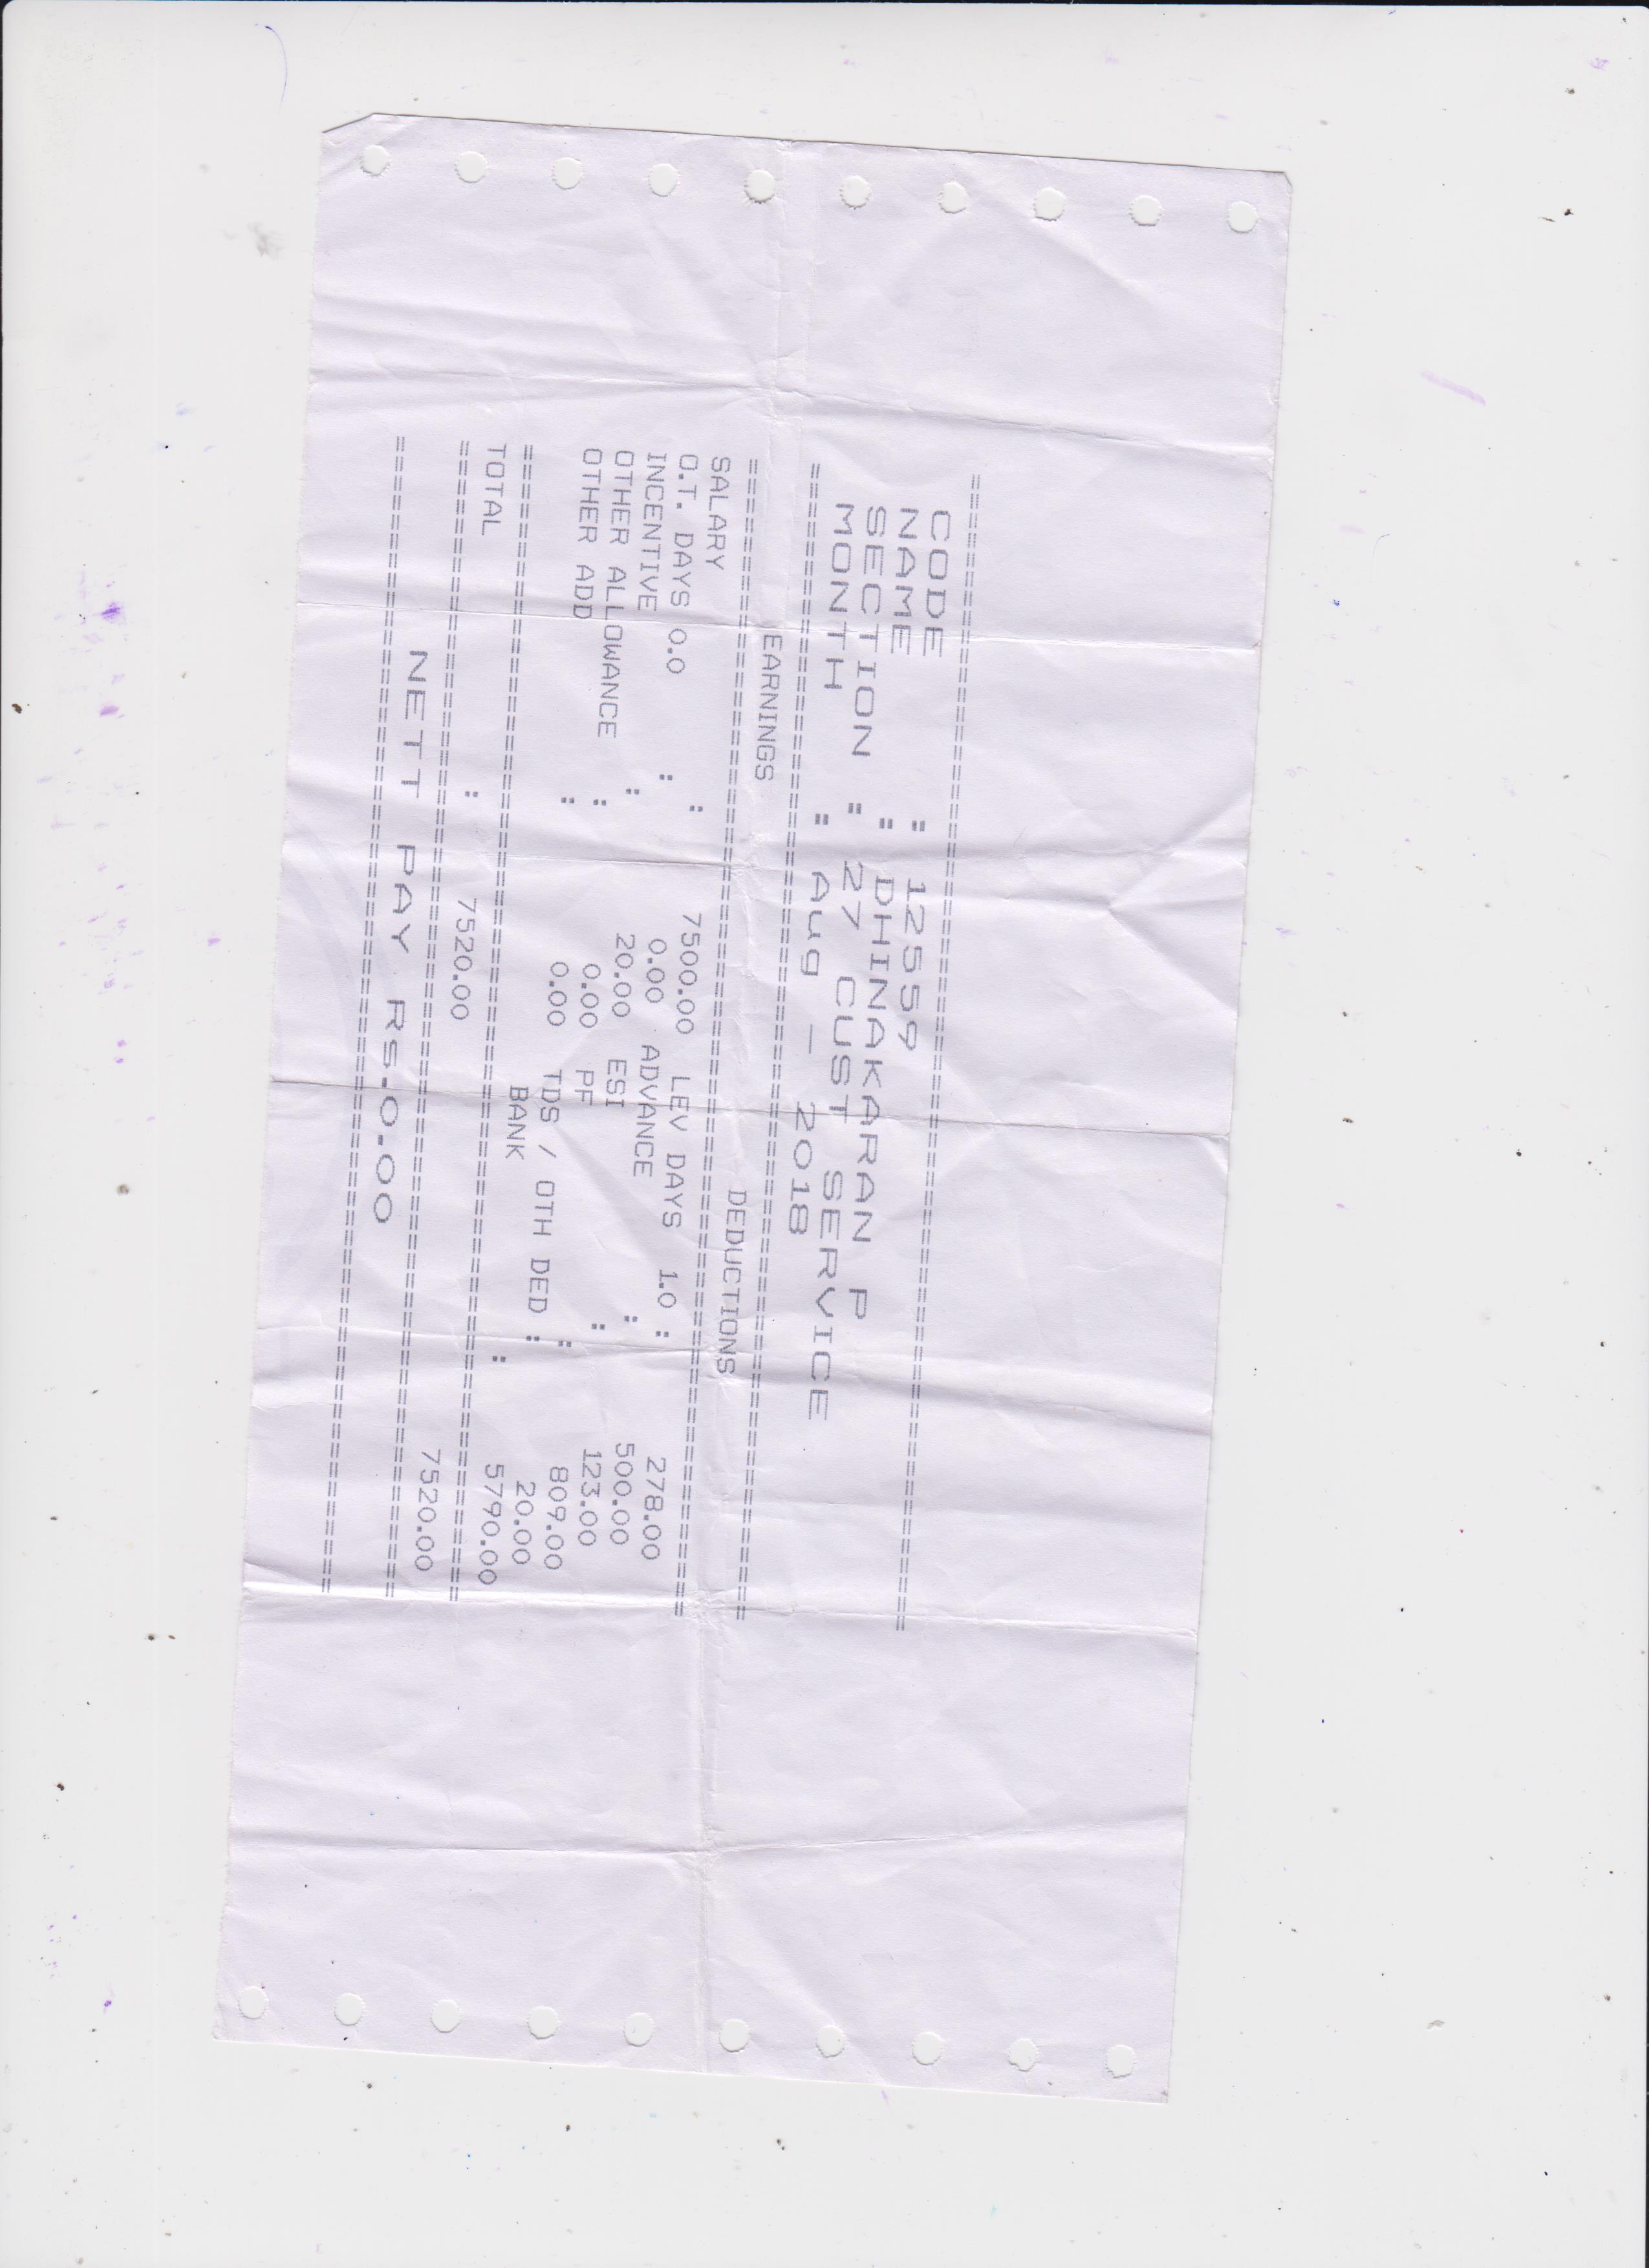 ==================================================
CODE : 12559
NAME : DHINAKARAN P
SECTION : 27 CUST SERVICE
MONTH : Aug - 2018
==================================================
EARNINGS DEDUCTIONS
==================================================
SALARY : 7500.00 LEV DAYS 1.0 : 278.00
O.T. DAYS 0.0 : 0.00 ADVANCE : 500.00
INCENTIVE : 20.00 ESI : 123.00
OTHER ALLOWANCE : 0.00 PF : 809.00
OTHER ADD : 0.00 TDS / OTH DED : 20.00
BANK : 5790.00
==================================================
TOTAL : 7520.00 7520.00
==================================================
NETT PAY Rs.0.00
==================================================